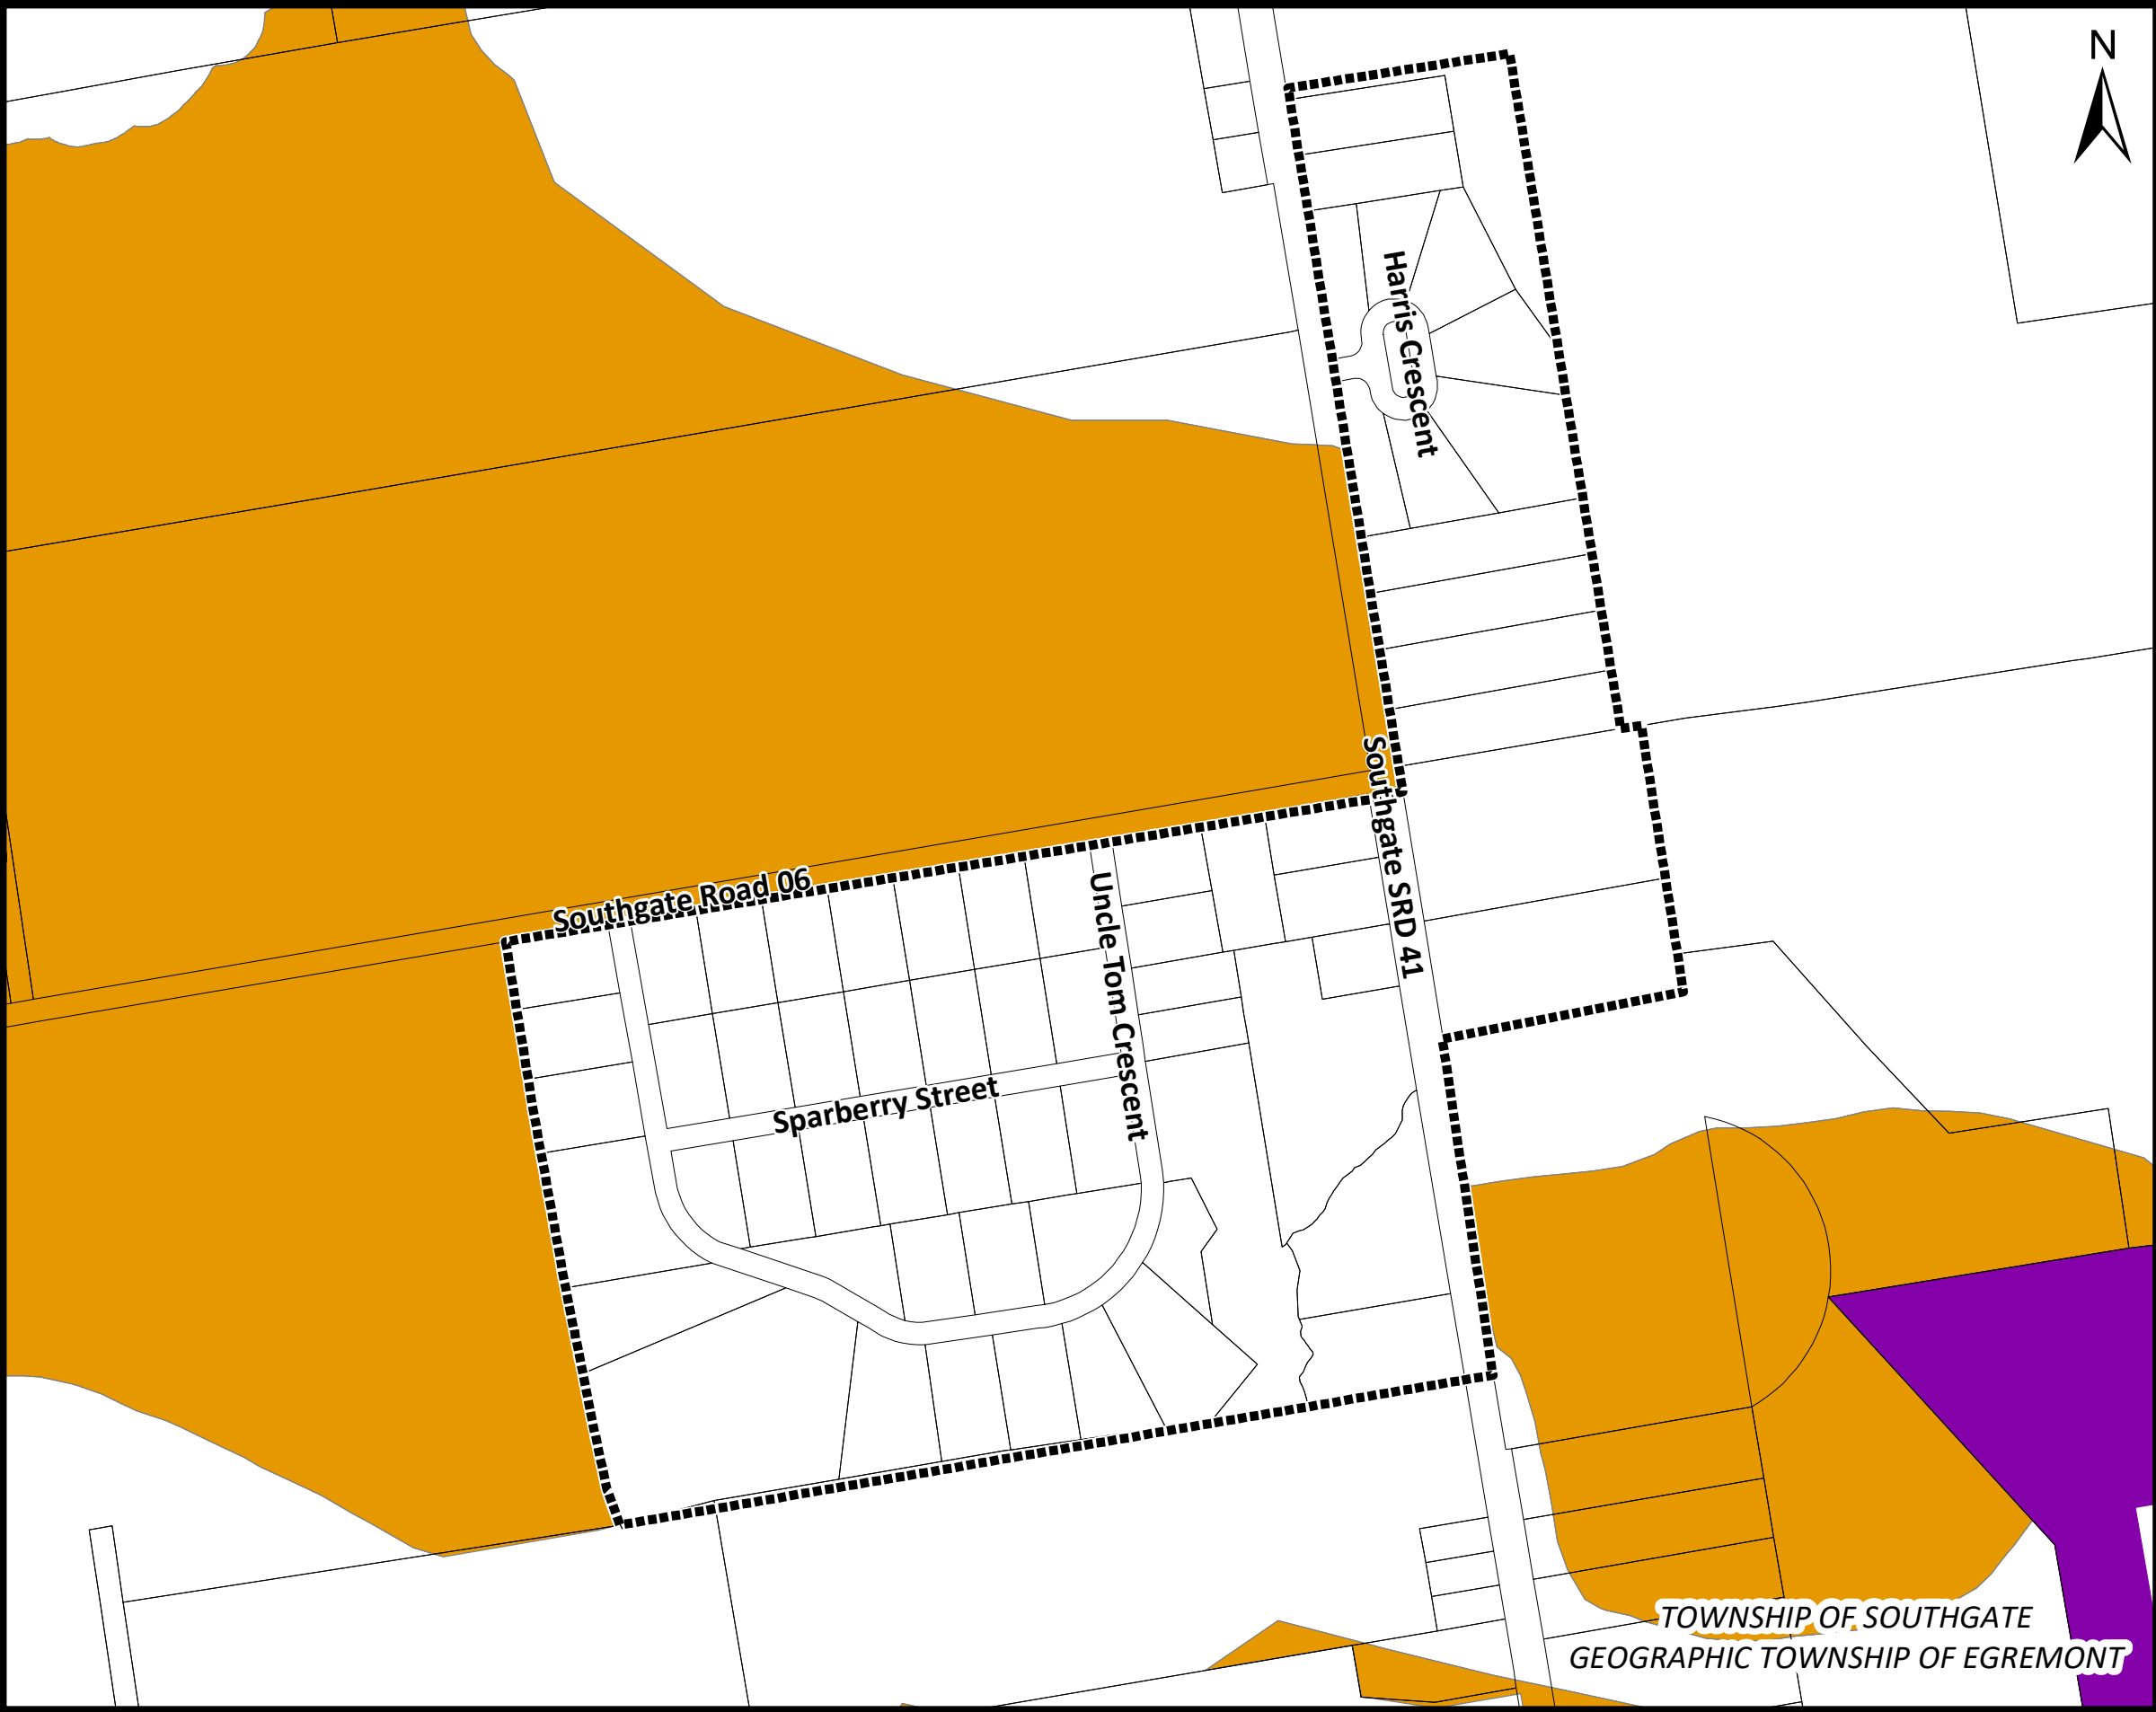 N
Harris Crescent
Southgate SRD 41
Southgate Road 06
Uncle Tom Crescent
Sparberry Street
TOWNSHIP OF SOUTHGATE
GEOGRAPHIC TOWNSHIP OF EGREMONT